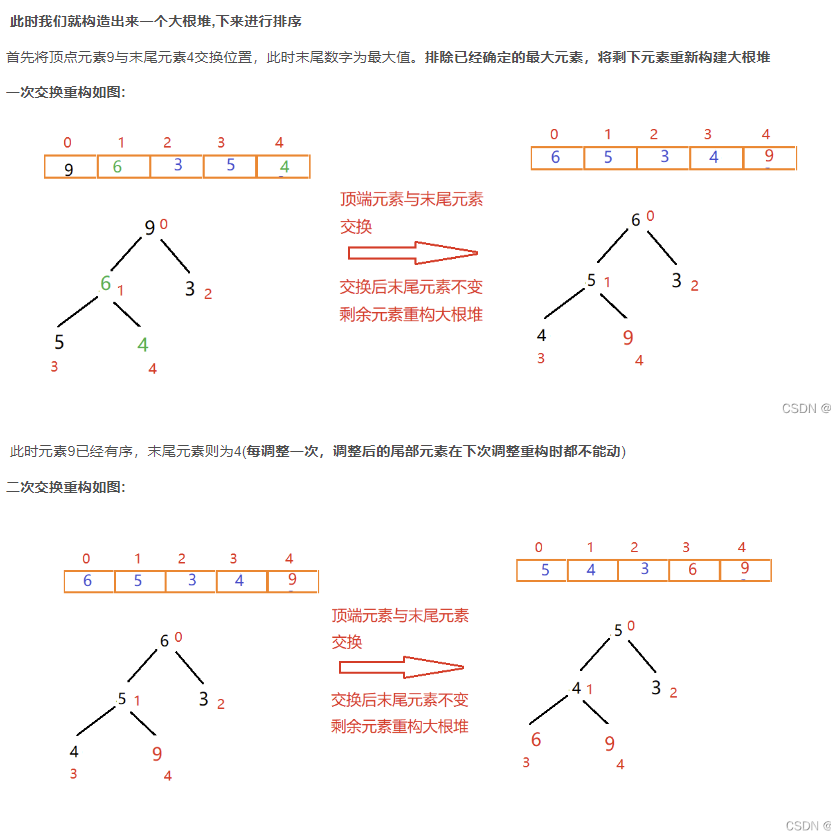 此时我们就构造出来一个大根堆,下来进行排序
首先将顶点元素9与末尾元素4交换位置，此时末尾数字为最大值。排除已经确定的最大元素，将剩下元素重新构建大根堆
一次交换重构如图：
0 1 2 3 4
9 6 3 5 4
0 1 2 3 4
6 5 3 4 9
顶端元素与末尾元素
交换
交换后末尾元素不变
剩余元素重构大根堆
9 0
6 1 3 2
5 4
3 4
6 0
5 1 3 2
4 9
3 4
CSDN @
此时元素9已经有序，末尾元素则为4(每调整一次，调整后的尾部元素在下次调整重构时都不能动)
二次交换重构如图：
0 1 2 3 4
6 5 3 4 9
0 1 2 3 4
5 4 3 6 9
顶端元素与末尾元素
交换
交换后末尾元素不变
剩余元素重构大根堆
6 0
5 1 3 2
4 9
3 4
5 0
4 1 3 2
6 9
3 4
CSDN @